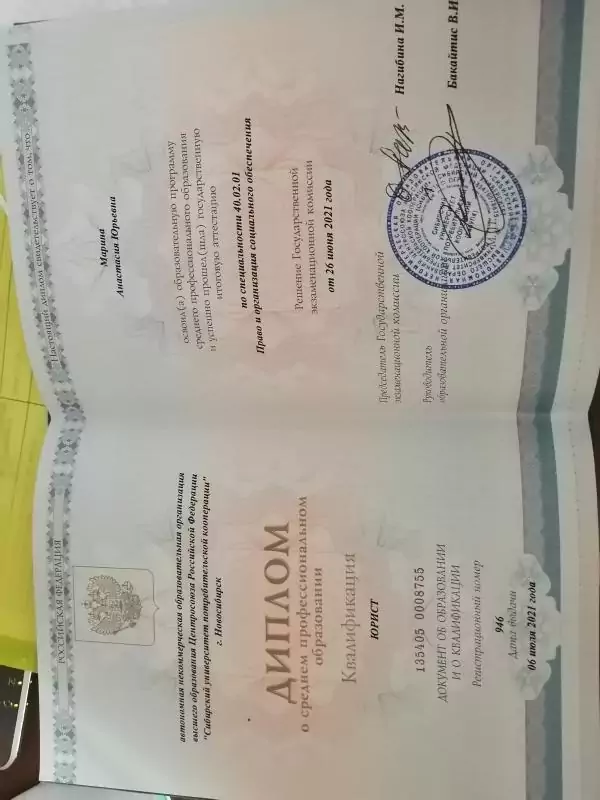 РОССИЙСКАЯ ФЕДЕРАЦИЯ
автономная некоммерческая образовательная организация
высшего образования Центросоюза Российской Федерации
"Сибирский университет потребительской кооперации"
г. Новосибирск
ДИПЛОМ
о среднем профессиональном
образовании
Квалификация
ЮРИСТ
135405 0008755
ДОКУМЕНТ ОБ ОБРАЗОВАНИИ
И О КВАЛИФИКАЦИИ
Регистрационный номер
946
Дата выдачи
06 июля 2021 года
Настоящий диплом свидетельствует о том, что
Марина
Анастасия Юрьевна
освоил(а) образовательную программу
среднего профессионального образования
и успешно прошел(шла) государственную
итоговую аттестацию
по специальности 40.02.01
Право и организация социального обеспечения
Решение Государственной
экзаменационной комиссии
от 26 июня 2021 года
Председатель Государственной
экзаменационной комиссии
Нагибина И.М.
Руководитель
образовательной
Бакайтис В.И